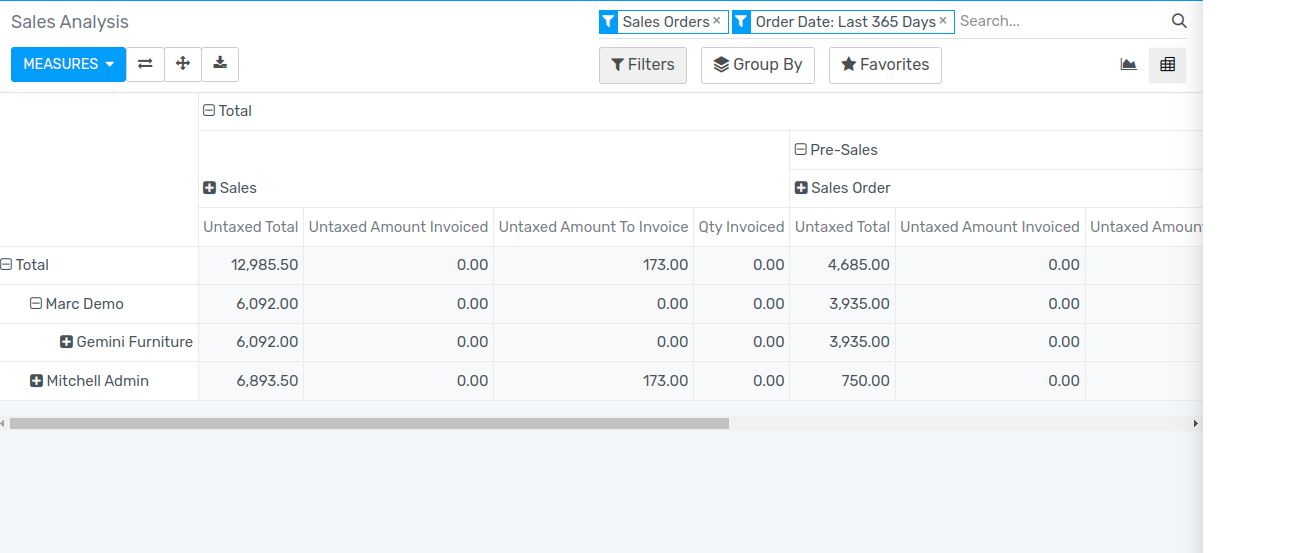 Sales Analysis
Sales Orders ×
Order Date: Last 365 Days ×
Search...
MEASURES
Filters
Group By
Favorites
Total
Pre-Sales
Sales
Sales Order
Untaxed Total Untaxed Amount Invoiced Untaxed Amount To Invoice Qty Invoiced Untaxed Total Untaxed Amount Invoiced Untaxed Amoun
Total 12,985.50 0.00 173.00 0.00 4,685.00 0.00
Marc Demo 6,092.00 0.00 0.00 0.00 3,935.00 0.00
Gemini Furniture 6,092.00 0.00 0.00 0.00 3,935.00 0.00
Mitchell Admin 6,893.50 0.00 173.00 0.00 750.00 0.00